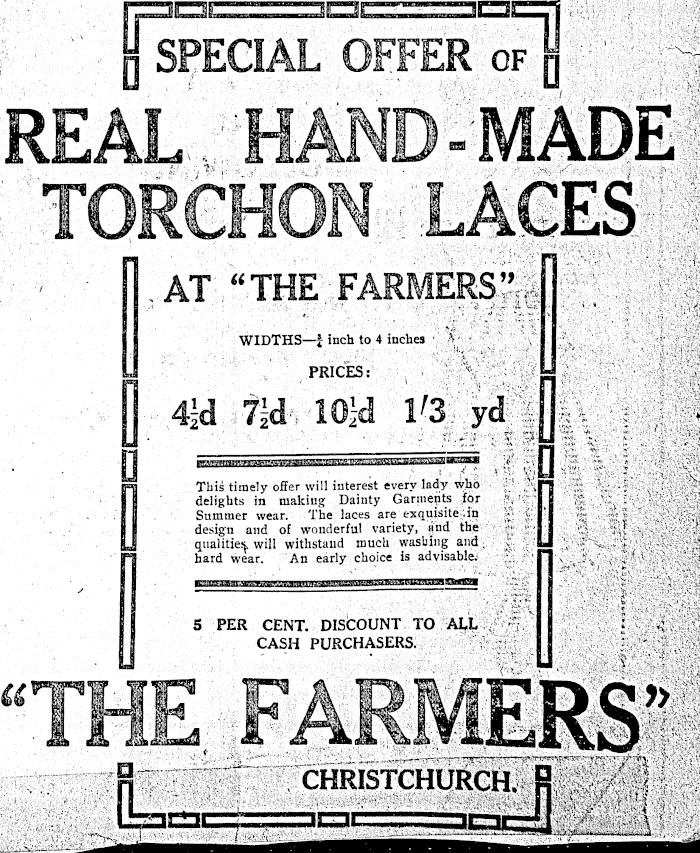 SPECIAL OFFER OF
REAL HAND-MADE
TORCHON LACES
AT "THE FARMERS"
WIDTHS—¾ inch to 4 inches
PRICES:
4½d 7½d 10½d 1/3 yd
This timely offer will interest every lady who
delights in making Dainty Garments for
Summer wear. The laces are exquisite in
design and of wonderful variety, and the
qualities will withstand much washing and
hard wear. An early choice is advisable.
5 PER CENT. DISCOUNT TO ALL
CASH PURCHASERS.
"THE FARMERS"
CHRISTCHURCH.